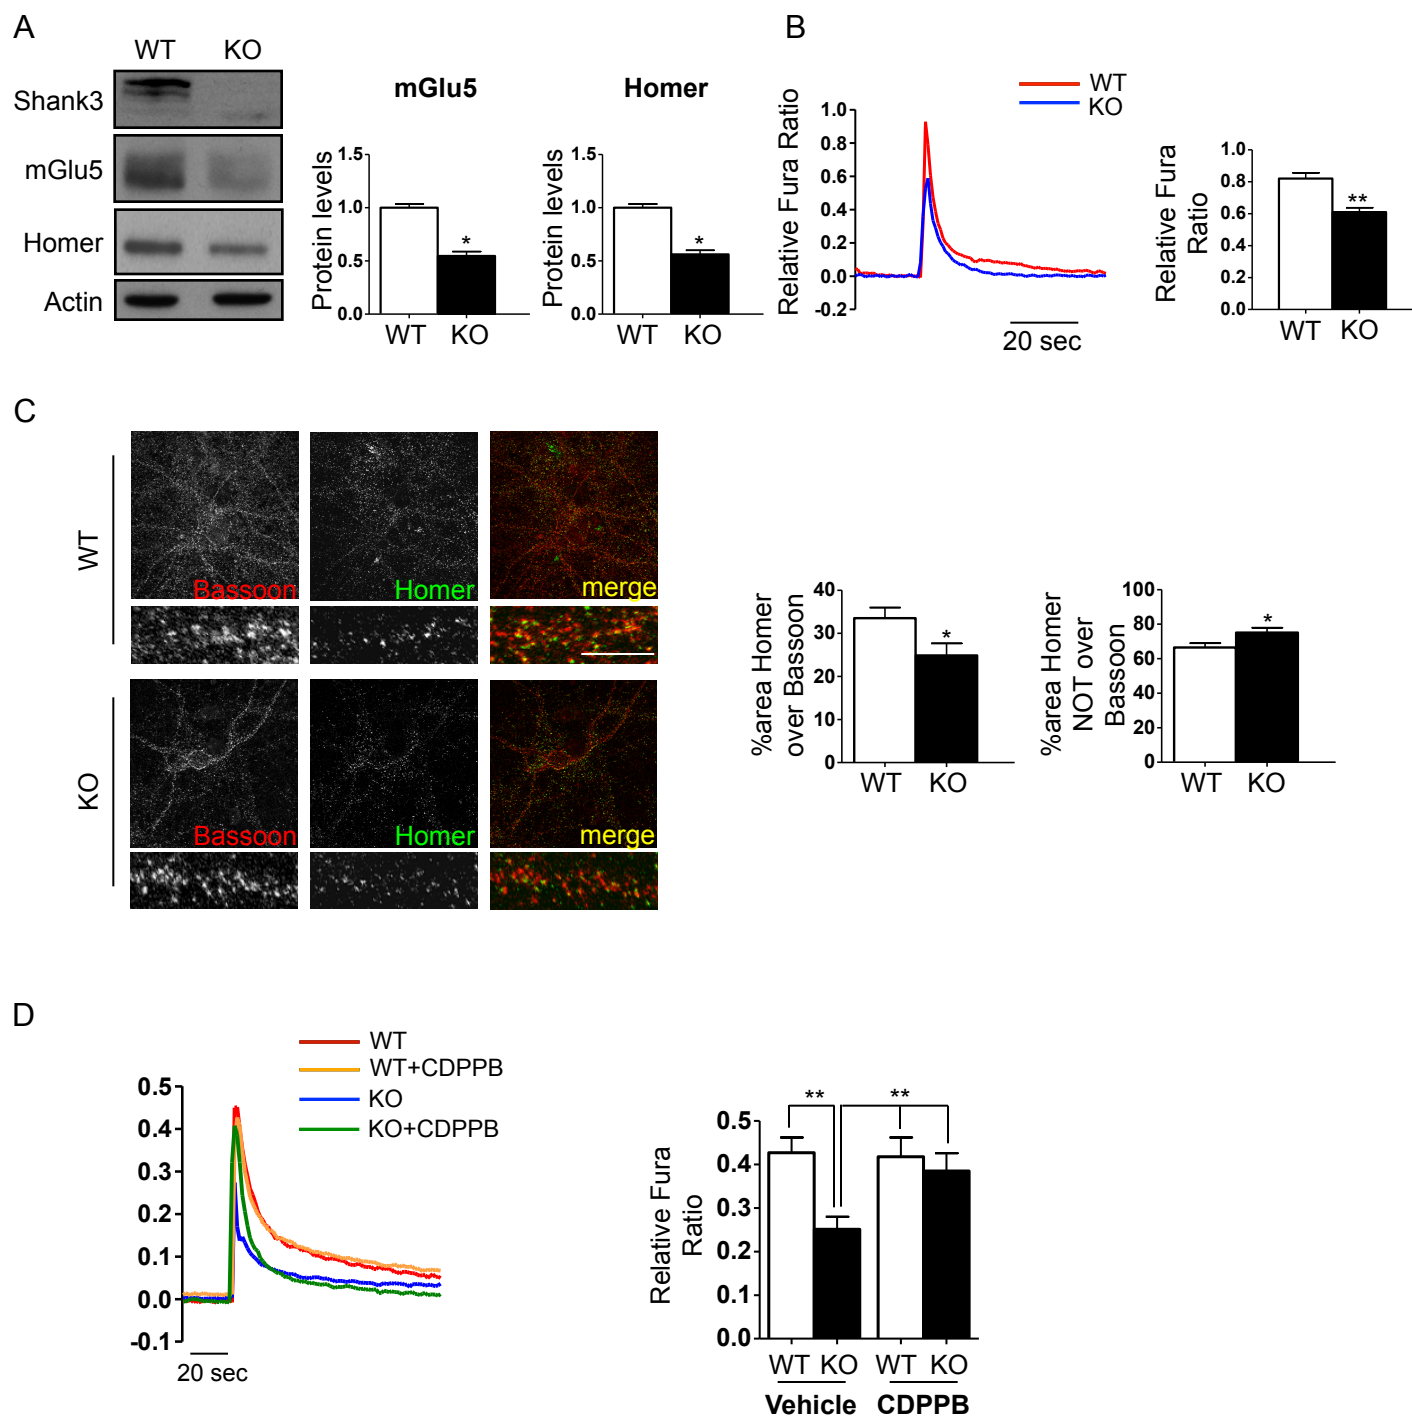 A
WT KO
Shank3
mGlu5
Homer
Actin
mGlu5
Protein levels
1.5
1.0
0.5
0.0
*
WT KO
Homer
Protein levels
1.5
1.0
0.5
0.0
*
WT KO
B
WT
KO
Relative Fura Ratio
1.0
0.8
0.6
0.4
0.2
0.0
-0.2
20 sec
Relative Fura
Ratio
1.0
0.8
0.6
0.4
0.2
0.0
**
WT KO
C
WT
Bassoon
Homer
merge
KO
Bassoon
Homer
merge
%area Homer
over Bassoon
40
30
20
10
0
*
WT KO
%area Homer
NOT over
Bassoon
100
80
60
40
20
0
*
WT KO
D
WT
WT+CDPPB
KO
KO+CDPPB
0.5
0.4
0.3
0.2
0.1
0.0
-0.1
20 sec
Relative Fura
Ratio
0.5
0.4
0.3
0.2
0.1
0.0
** **
WT KO WT KO
Vehicle CDPPB